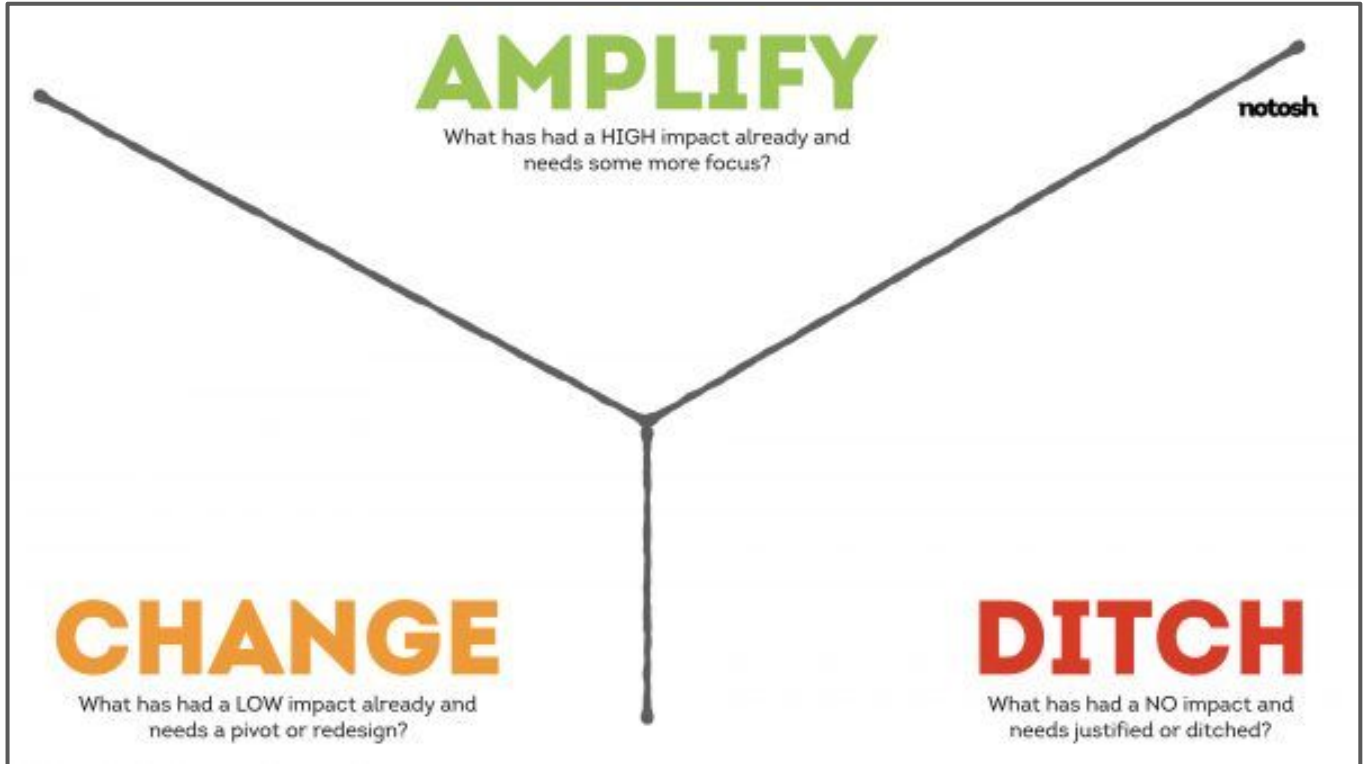 AMPLIFY
What has had a HIGH impact already and
needs some more focus?
notosh
CHANGE
What has had a LOW impact already and
needs a pivot or redesign?
DITCH
What has had a NO impact and
needs justified or ditched?